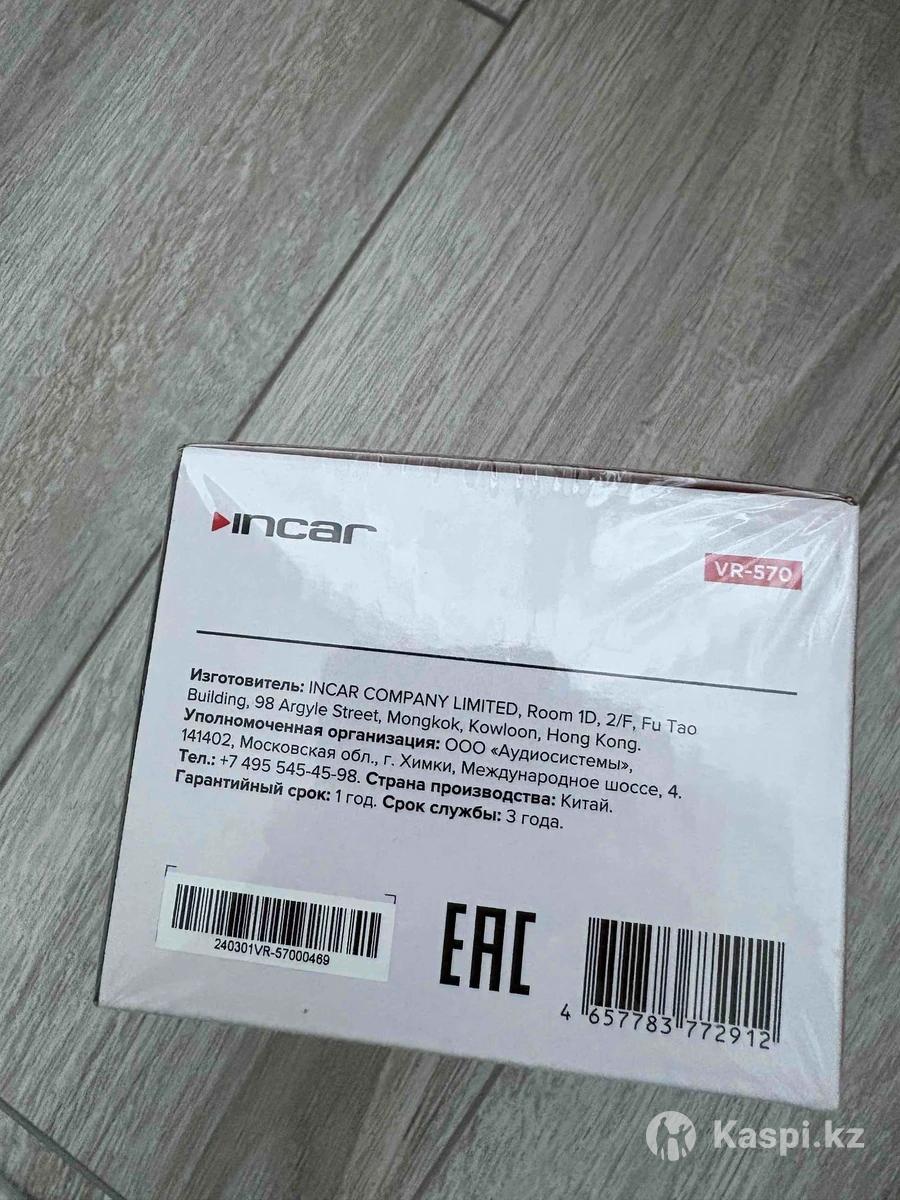 incar
VR-570
Изготовитель: INCAR COMPANY LIMITED, Room 1D, 2/F, Fu Tao
Building, 98 Argyle Street, Mongkok, Kowloon, Hong Kong.
Уполномоченная организация: ООО «Аудиосистемы»,
141402, Московская обл., г. Химки, Международное шоссе, 4.
Тел.: +7 495 545-45-98. Страна производства: Китай.
Гарантийный срок: 1 год. Срок службы: 3 года.
240301VR-57000469
EAC
4 657783 772912
Kaspi.kz